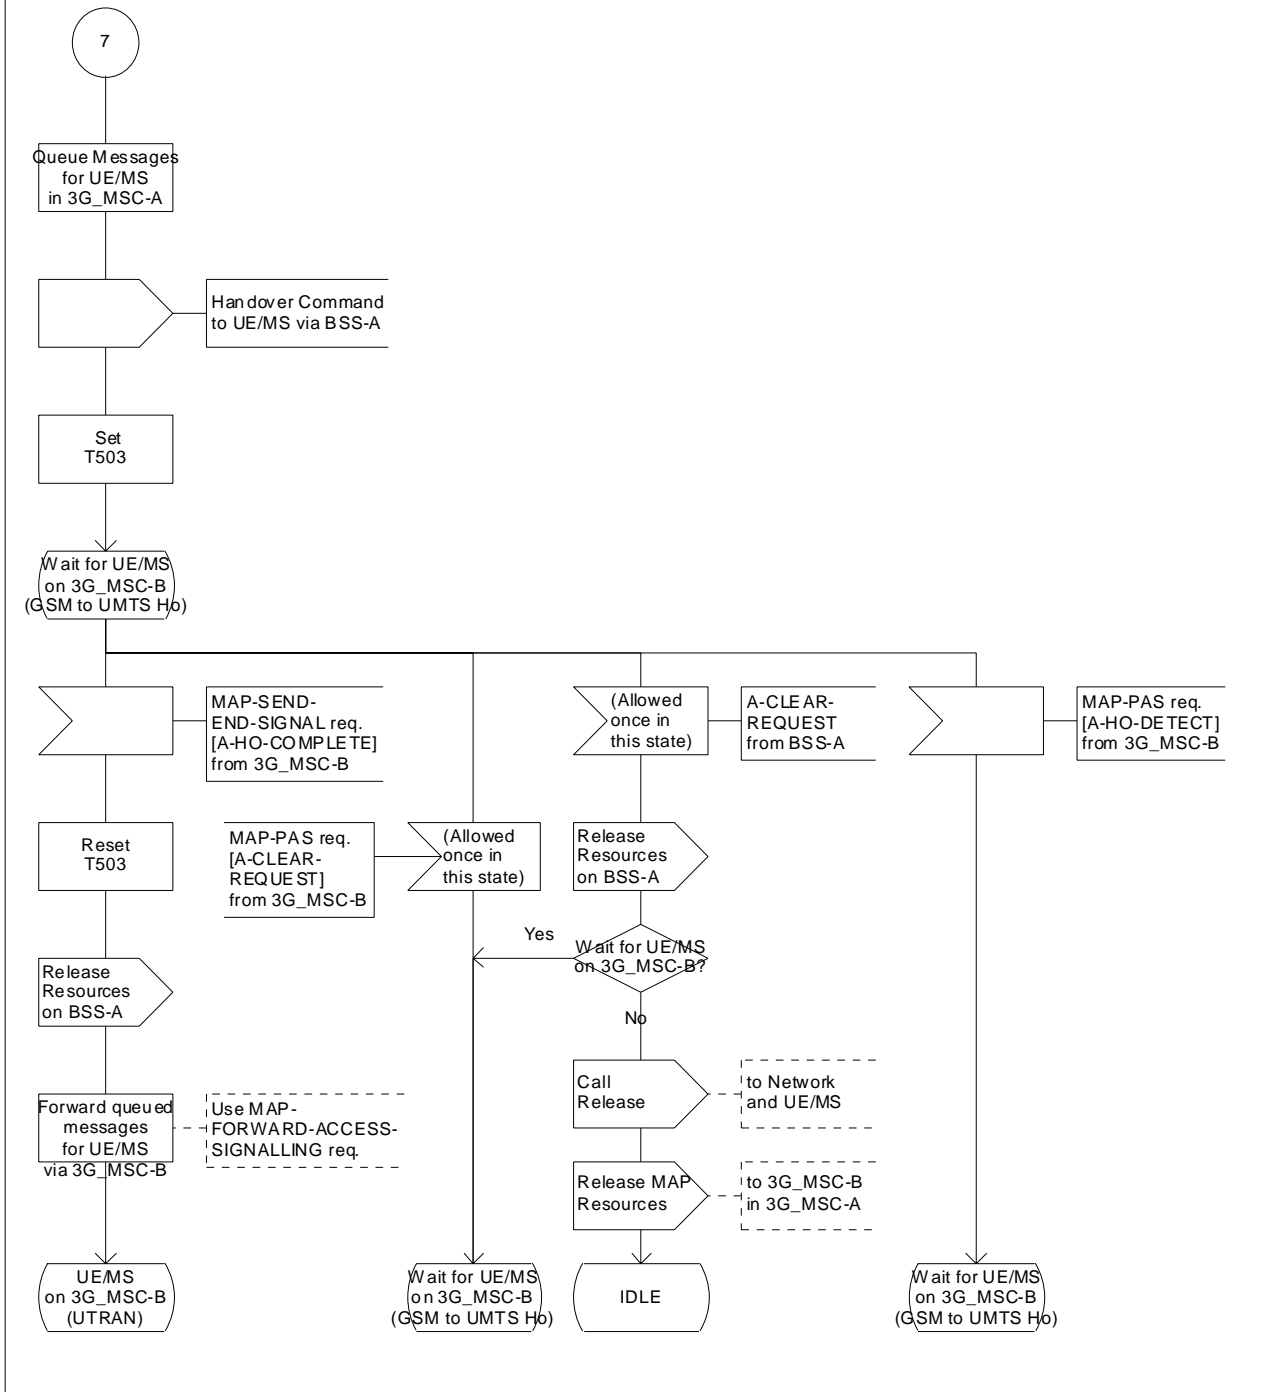 7
Queue Messages
for UE/MS
in 3G_MSC-A
Handover Command
to UE/MS via BSS-A
Set
T503
Wait for UE/MS
on 3G_MSC-B
(GSM to UMTS Ho)
MAP-SEND-
END-SIGNAL req.
[A-HO-COMPLETE]
from 3G_MSC-B
(Allowed
once in
this state)
A-CLEAR-
REQUEST
from BSS-A
MAP-PAS req.
[A-HO-DETECT]
from 3G_MSC-B
Reset
T503
MAP-PAS req.
[A-CLEAR-
REQUEST]
from 3G_MSC-B
(Allowed
once in
this state)
Release
Resources
on BSS-A
Yes
Wait for UE/MS
on 3G_MSC-B?
No
Release
Resources
on BSS-A
Call
Release
to Network
and UE/MS
Forward queued
messages
for UE/MS
via 3G_MSC-B
Use MAP-
FORWARD-ACCESS-
SIGNALLING req.
Release MAP
Resources
to 3G_MSC-B
in 3G_MSC-A
UE/MS
on 3G_MSC-B
(UTRAN)
Wait for UE/MS
on 3G_MSC-B
(GSM to UMTS Ho)
IDLE
Wait for UE/MS
on 3G_MSC-B
(GSM to UMTS Ho)